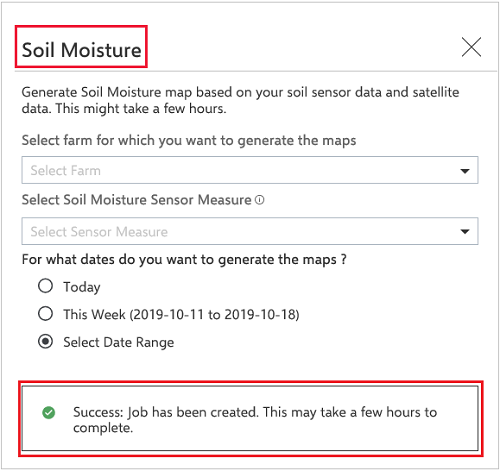 Soil Moisture
Generate Soil Moisture map based on your soil sensor data and satellite
data. This might take a few hours.
Select farm for which you want to generate the maps
Select Farm
Select Soil Moisture Sensor Measure
Select Sensor Measure
For what dates do you want to generate the maps ?
Today
This Week (2019-10-11 to 2019-10-18)
Select Date Range
Success: Job has been created. This may take a few hours to
complete.